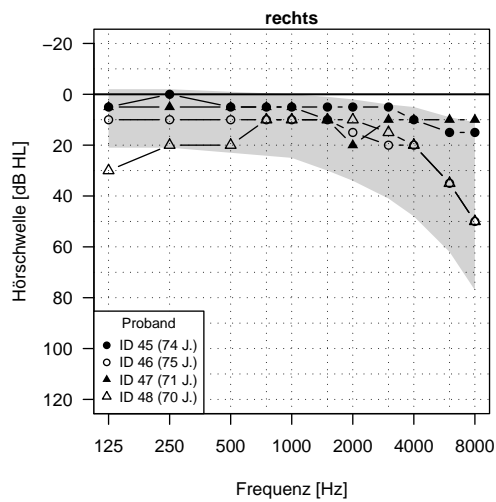 rechts
−20
0
20
40
60
80
100
120
Hörschwelle [dB HL]
Proband
ID 45 (74 J.)
ID 46 (75 J.)
ID 47 (71 J.)
ID 48 (70 J.)
125 250 500 1000 2000 4000 8000
Frequenz [Hz]